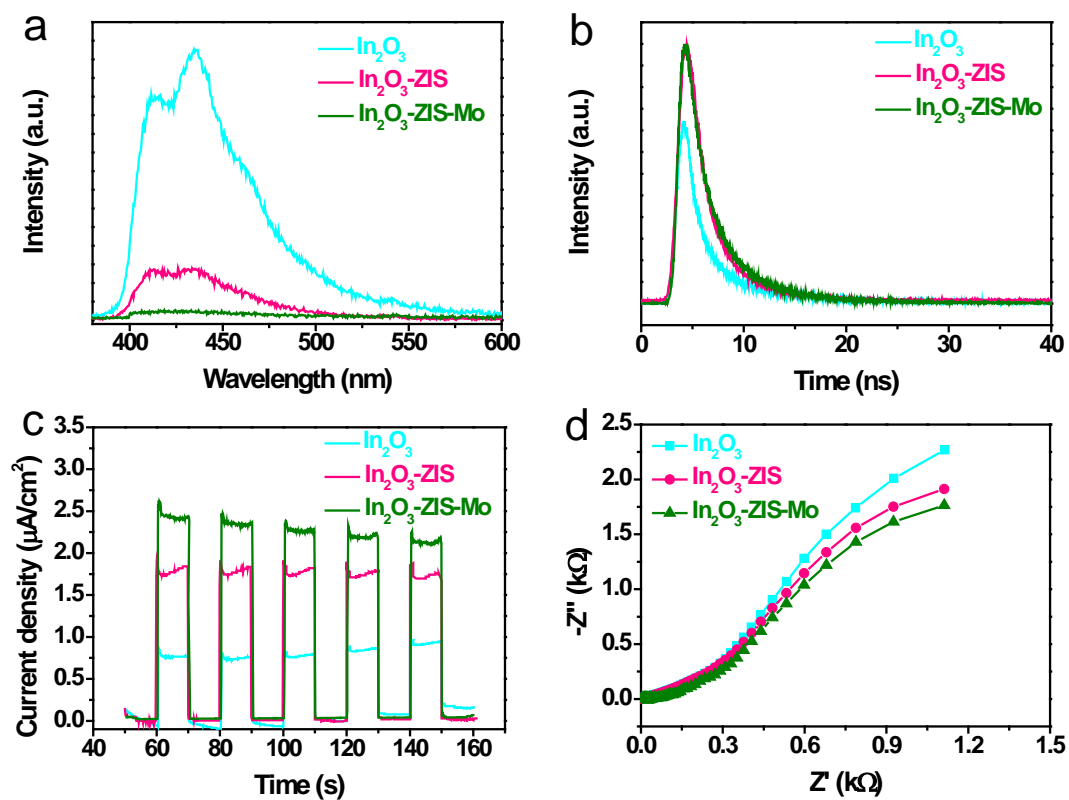 a
In₂O₃
In₂O₃-ZIS
In₂O₃-ZIS-Mo
Intensity (a.u.)
400 450 500 550 600
Wavelength (nm)
b
In₂O₃
In₂O₃-ZIS
In₂O₃-ZIS-Mo
Intensity (a.u.)
0 10 20 30 40
Time (ns)
c
In₂O₃
In₂O₃-ZIS
In₂O₃-ZIS-Mo
Current density (µA/cm²)
3.5
3.0
2.5
2.0
1.5
1.0
0.5
0.0
40 60 80 100 120 140 160
Time (s)
d
In₂O₃
In₂O₃-ZIS
In₂O₃-ZIS-Mo
-Z'' (kΩ)
2.5
2.0
1.5
1.0
0.5
0.0
0.0 0.3 0.6 0.9 1.2 1.5
Z' (kΩ)